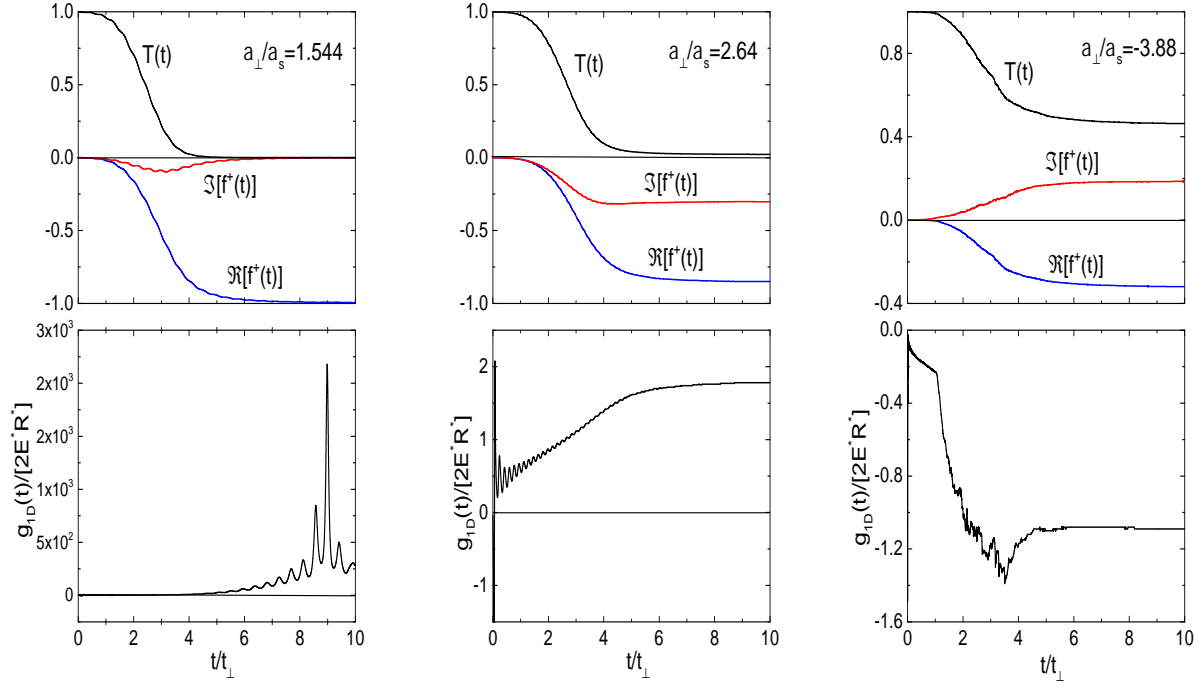 1.0
0.5
0.0
-0.5
-1.0
T(t)
a⊥/as=1.544
ℑ[f+(t)]
ℜ[f+(t)]
1.0
0.5
0.0
-0.5
-1.0
T(t)
a⊥/as=2.64
ℑ[f+(t)]
ℜ[f+(t)]
0.8
0.4
0.0
-0.4
T(t)
a⊥/as=-3.88
ℑ[f+(t)]
ℜ[f+(t)]
g1D(t)/[2E*R*]
3x10³
2x10³
2x10³
1x10³
5x10²
0
0 2 4 6 8 10
t/t⊥
g1D(t)/[2E*R*]
2
1
0
-1
0 2 4 6 8 10
t/t⊥
g1D(t)/[2E*R*]
0.0
-0.4
-0.8
-1.2
-1.6
0 2 4 6 8 10
t/t⊥